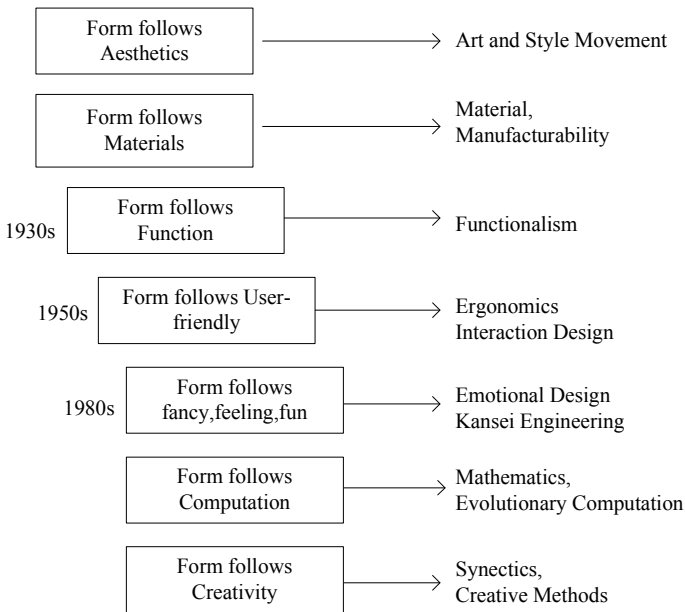 Form follows
Aesthetics
Art and Style Movement
Form follows
Materials
Material,
Manufacturability
1930s
Form follows
Function
Functionalism
1950s
Form follows User-
friendly
Ergonomics
Interaction Design
1980s
Form follows
fancy,feeling,fun
Emotional Design
Kansei Engineering
Form follows
Computation
Mathematics,
Evolutionary Computation
Form follows
Creativity
Synectics,
Creative Methods